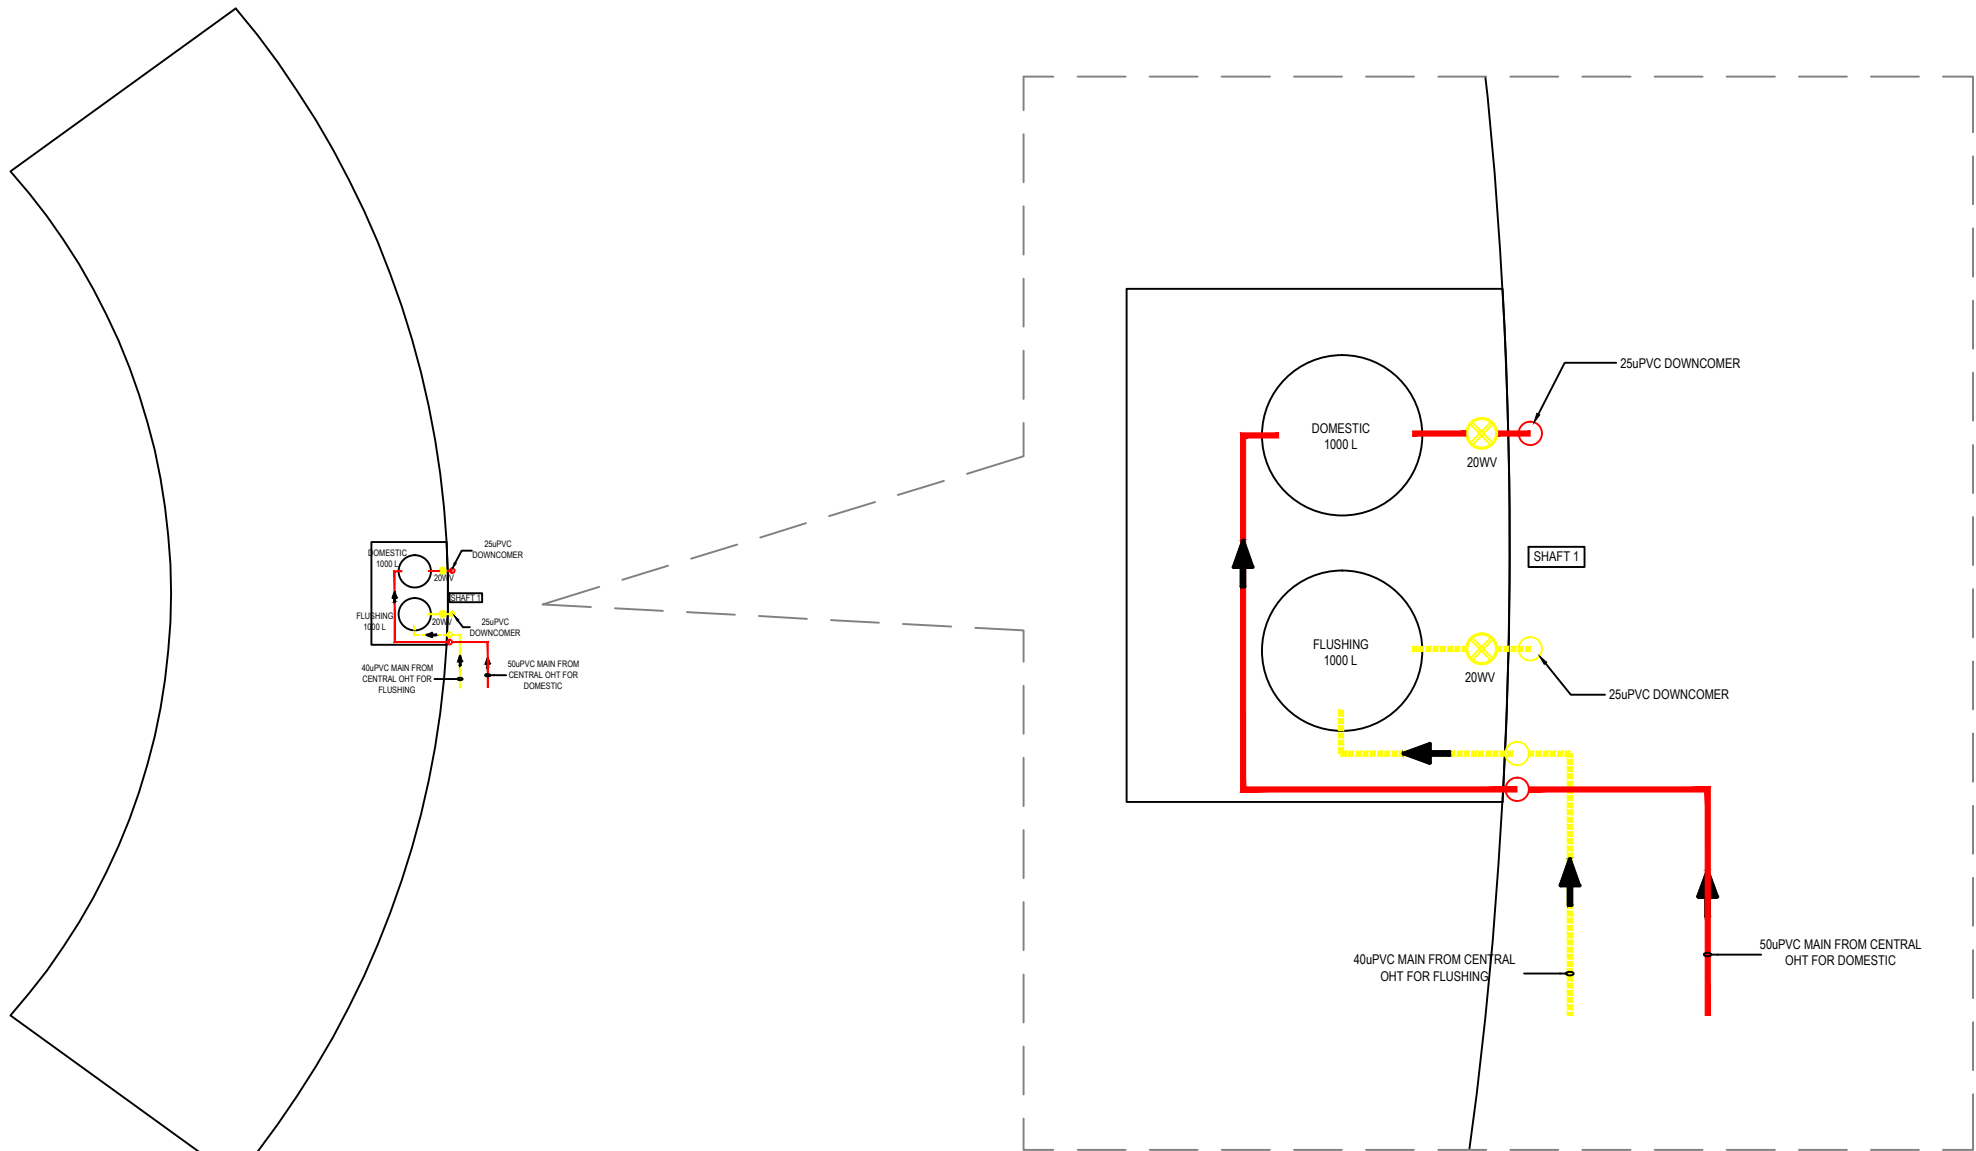 DOMESTIC
1000 L
25uPVC
DOWNCOMER
20WV
SHAFT 1
FLUSHING
1000 L
20WV
25uPVC
DOWNCOMER
40uPVC MAIN FROM
CENTRAL OHT FOR
FLUSHING
50uPVC MAIN FROM
CENTRAL OHT FOR
DOMESTIC
25uPVC DOWNCOMER
DOMESTIC
1000 L
20WV
SHAFT 1
FLUSHING
1000 L
20WV
25uPVC DOWNCOMER
40uPVC MAIN FROM CENTRAL
OHT FOR FLUSHING
50uPVC MAIN FROM CENTRAL
OHT FOR DOMESTIC